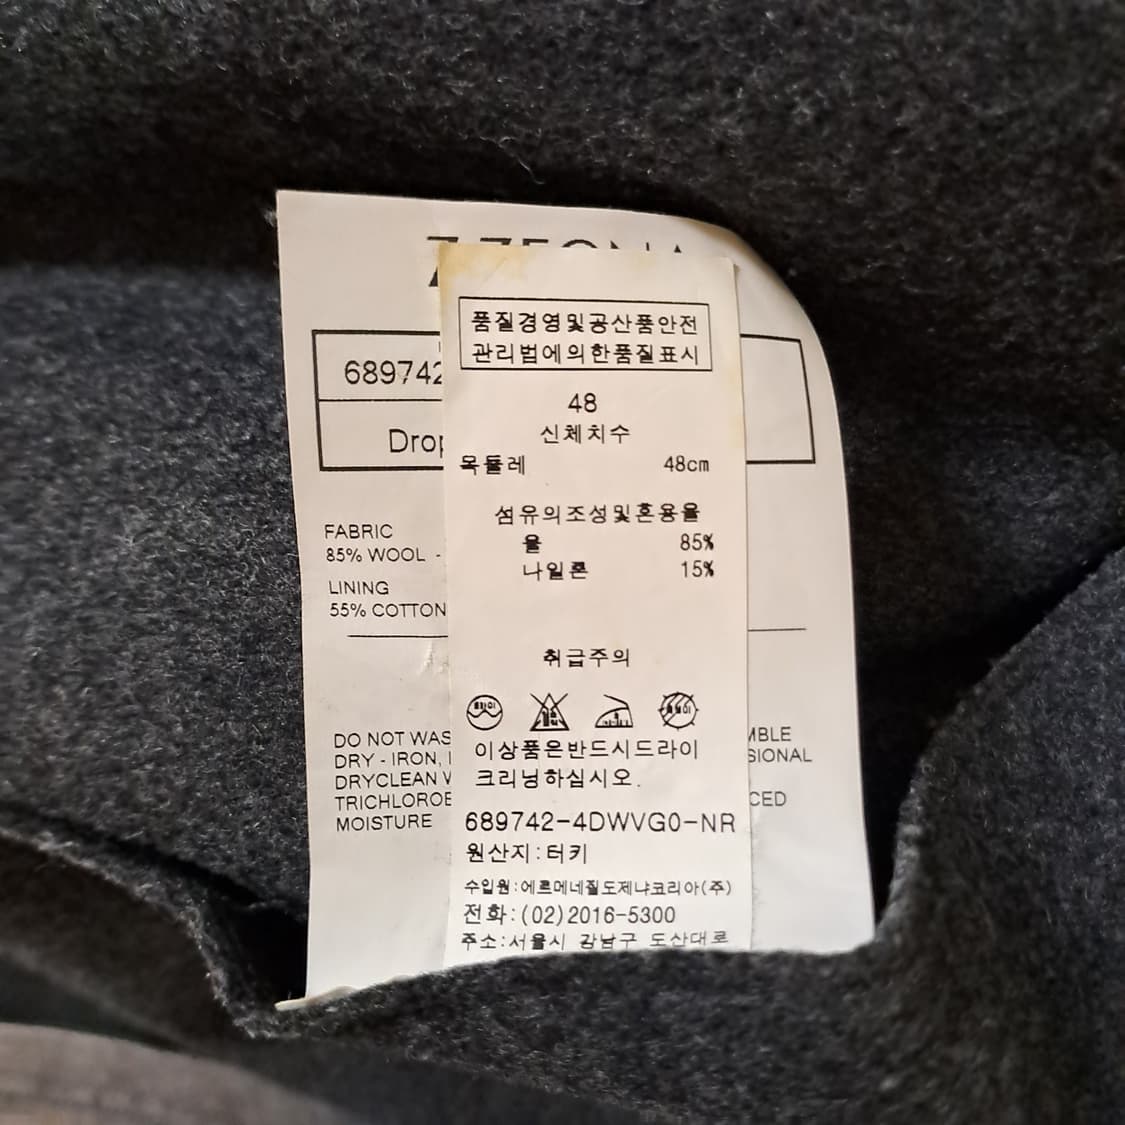 Z ZEGNA
품질경영및공산품안전
관리법에의한품질표시
689742
Drop
48
신체치수
목둘레 48cm
섬유의조성및혼용율
울 85%
나일론 15%
FABRIC
85% WOOL -
LINING
55% COTTON
취급주의
드라이
이상품은반드시드라이
크리닝하십시오.
DO NOT WAS
MBLE
DRY - IRON,
SIONAL
DRYCLEAN W
TRICHLOROE
CED
MOISTURE
689742-4DWVG0-NR
원산지:터키
수입원:에르메네질도제냐코리아(주)
전화:(02)2016-5300
주소:서울시 강남구 도산대로